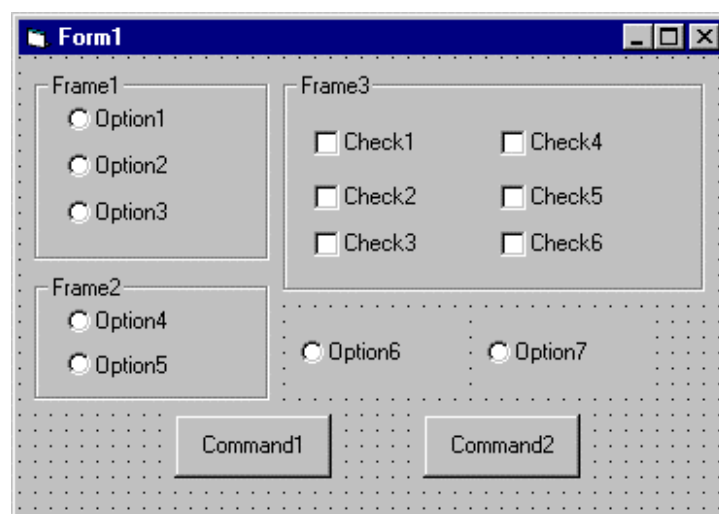 Form1
Frame1
Option1
Option2
Option3
Frame2
Option4
Option5
Frame3
Check1
Check4
Check2
Check5
Check3
Check6
Option6
Option7
Command1
Command2